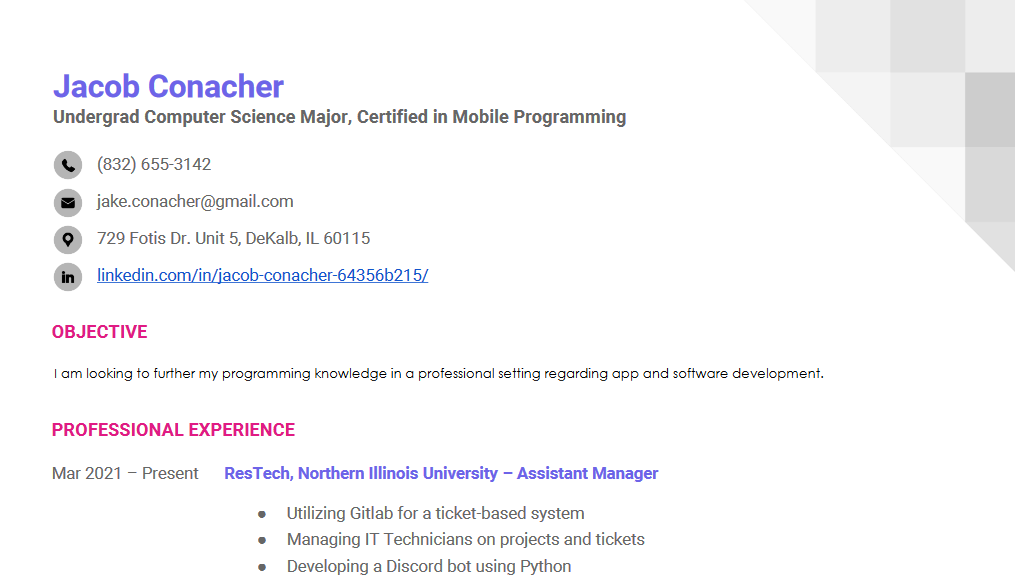 Jacob Conacher
Undergrad Computer Science Major, Certified in Mobile Programming
(832) 655-3142
jake.conacher@gmail.com
729 Fotis Dr. Unit 5, DeKalb, IL 60115
linkedin.com/in/jacob-conacher-64356b215/
OBJECTIVE
I am looking to further my programming knowledge in a professional setting regarding app and software development.
PROFESSIONAL EXPERIENCE
Mar 2021 – Present ResTech, Northern Illinois University – Assistant Manager
● Utilizing Gitlab for a ticket-based system
● Managing IT Technicians on projects and tickets
● Developing a Discord bot using Python